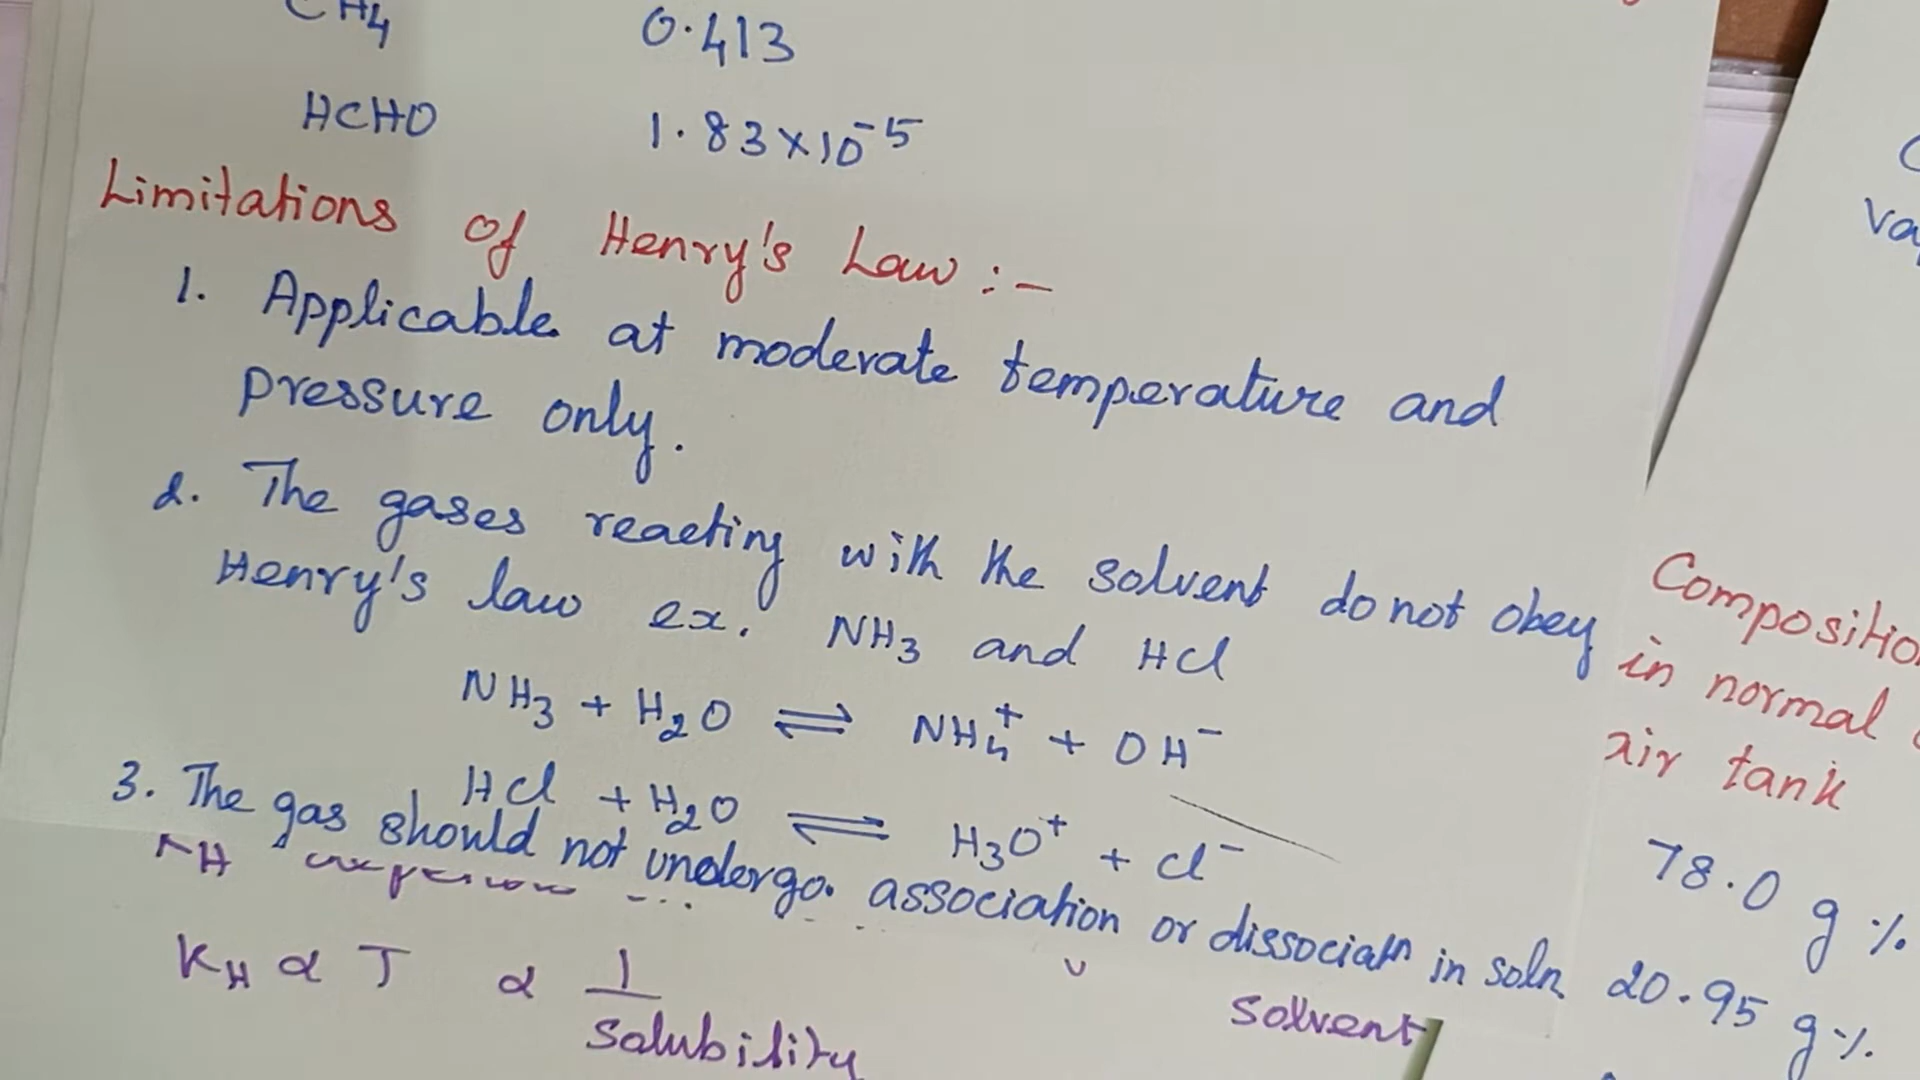 CH4 0.413
HCHO 1.83×10⁻⁵
Limitations of Henry's Law :-
1. Applicable at moderate temperature and
pressure only.
2. The gases reacting with the solvent do not obey
Henry's law ex. NH3 and HCl
NH3 + H2O ⇌ NH4⁺ + OH⁻
HCl + H2O ⇌ H3O⁺ + Cl⁻
3. The gas should not undergo association or dissociatn in soln
KH ∝ T ∝ 1/solubility
solvent
in normal
air tank
78.0 g%
20.95 g%